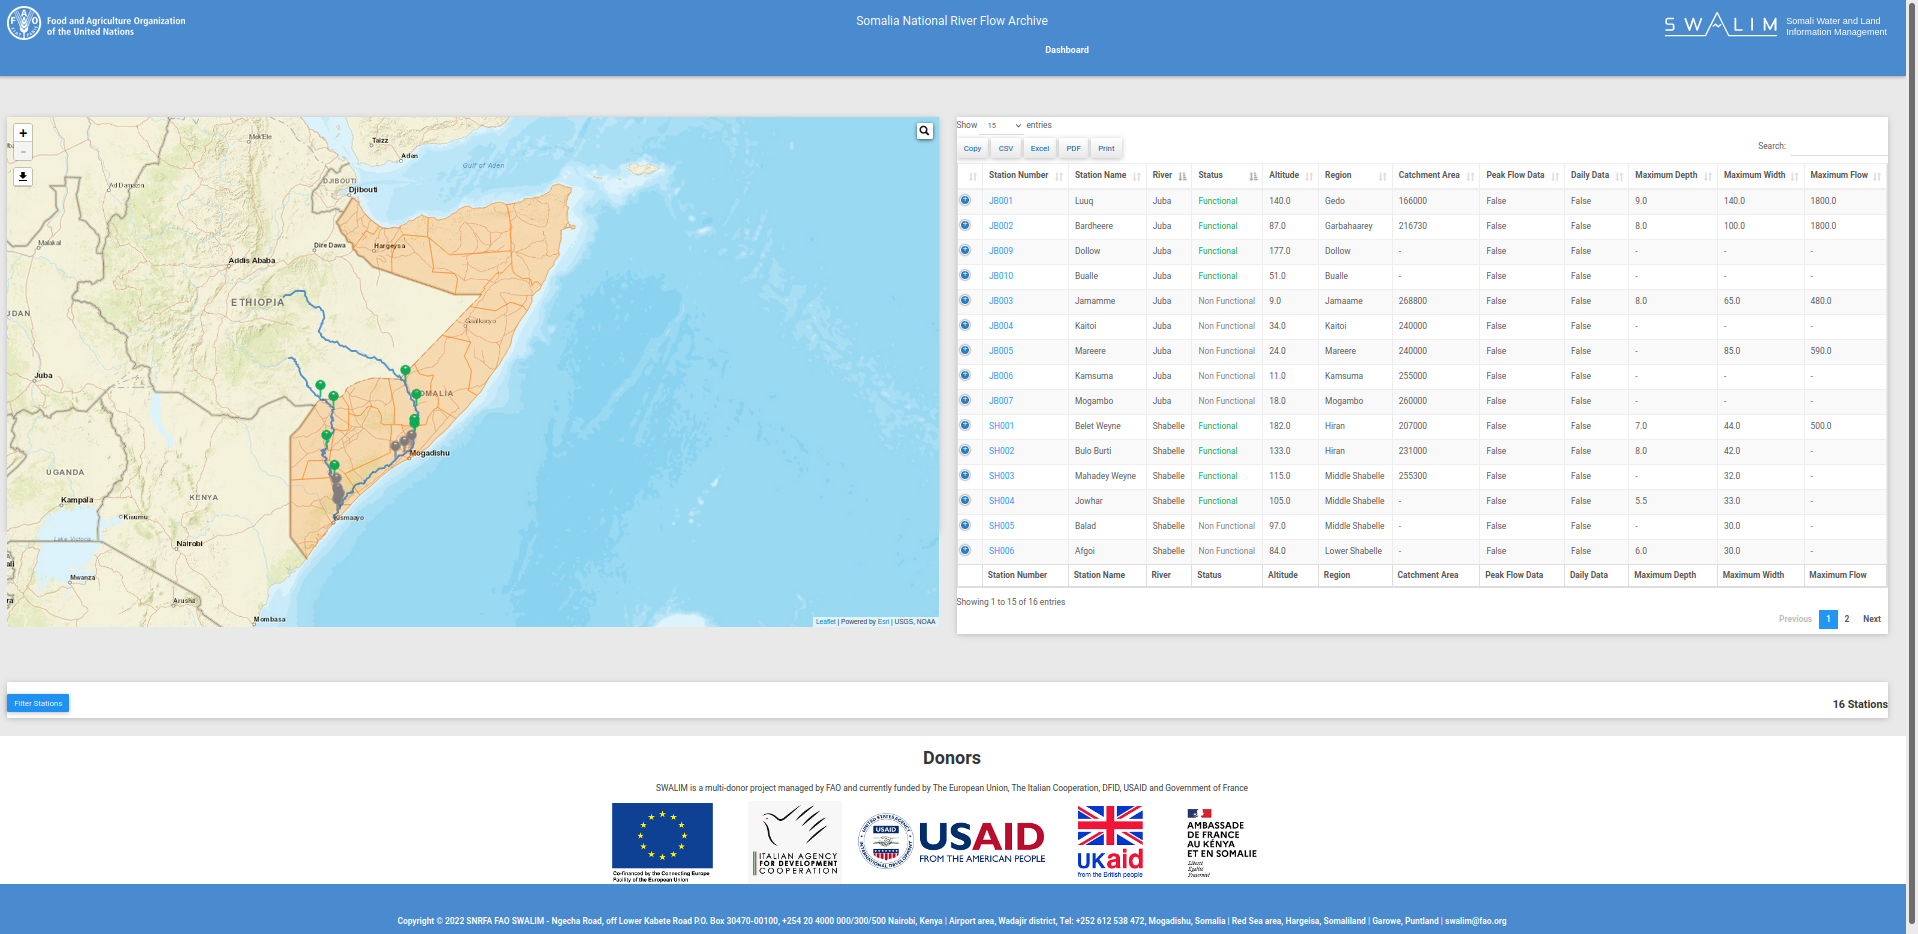 Food and Agriculture Organization
of the United Nations
Somalia National River Flow Archive
Dashboard
SWALIM
Somali Water and Land
Information Management
+
-
Mek'Ele
Taizz
Aden
Gulf of Aden
DJIBOUTI
Djibouti
Ad Damazin
Malakal
Dire Dawa
Hargeysa
Addis Ababa
ETHIOPIA
UDAN
Gaalkacyo
Juba
OMALIA
Mogadishu
UGANDA
KENYA
Kampala
Kisumu
Kismaayo
Lake Victoria
Nairobi
ali
Mwanza
ra
Arusha
Mombasa
Leaflet | Powered by Esri | USGS, NOAA
Show 15 entries
Copy CSV Excel PDF Print
Search:
Station Number Station Name River Status Altitude Region Catchment Area Peak Flow Data Daily Data Maximum Depth Maximum Width Maximum Flow
JB001 Luuq Juba Functional 140.0 Gedo 166000 False False 9.0 140.0 1800.0
JB002 Bardheere Juba Functional 87.0 Garbahaarey 216730 False False 8.0 100.0 1800.0
JB009 Dollow Juba Functional 177.0 Dollow - False False - - -
JB010 Bualle Juba Functional 51.0 Bualle - False False - - -
JB003 Jamamme Juba Non Functional 9.0 Jamaame 268800 False False 8.0 65.0 480.0
JB004 Kaitoi Juba Non Functional 34.0 Kaitoi 240000 False False - - -
JB005 Mareere Juba Non Functional 24.0 Mareere 240000 False False - 85.0 590.0
JB006 Kamsuma Juba Non Functional 11.0 Kamsuma 255000 False False - - -
JB007 Mogambo Juba Non Functional 18.0 Mogambo 260000 False False - - -
SH001 Belet Weyne Shabelle Functional 182.0 Hiran 207000 False False 7.0 44.0 500.0
SH002 Bulo Burti Shabelle Functional 133.0 Hiran 231000 False False 8.0 42.0 -
SH003 Mahadey Weyne Shabelle Functional 115.0 Middle Shabelle 255300 False False - 32.0 -
SH004 Jowhar Shabelle Functional 105.0 Middle Shabelle - False False 5.5 33.0 -
SH005 Balad Shabelle Non Functional 97.0 Middle Shabelle - False False - 30.0 -
SH006 Afgoi Shabelle Non Functional 84.0 Lower Shabelle - False False 6.0 30.0 -
Station Number Station Name River Status Altitude Region Catchment Area Peak Flow Data Daily Data Maximum Depth Maximum Width Maximum Flow
Showing 1 to 15 of 16 entries
Previous 1 2 Next
Filter Stations
16 Stations
Donors
SWALIM is a multi-donor project managed by FAO and currently funded by The European Union, The Italian Cooperation, DFID, USAID and Government of France
Co-financed by the Connecting Europe
Facility of the European Union
ITALIAN AGENCY
FOR DEVELOPMENT
COOPERATION
USAID
USAID
FROM THE AMERICAN PEOPLE
UKaid
from the British people
AMBASSADE
DE FRANCE
AU KENYA
ET EN SOMALIE
Liberté
Égalité
Fraternité
Copyright © 2022 SNRFA FAO SWALIM - Ngecha Road, off Lower Kabete Road P.O. Box 30470-00100, +254 20 4000 000/300/500 Nairobi, Kenya | Airport area, Wadajir district, Tel: +252 612 538 472, Mogadishu, Somalia | Red Sea area, Hargeisa, Somaliland | Garowe, Puntland | swalim@fao.org